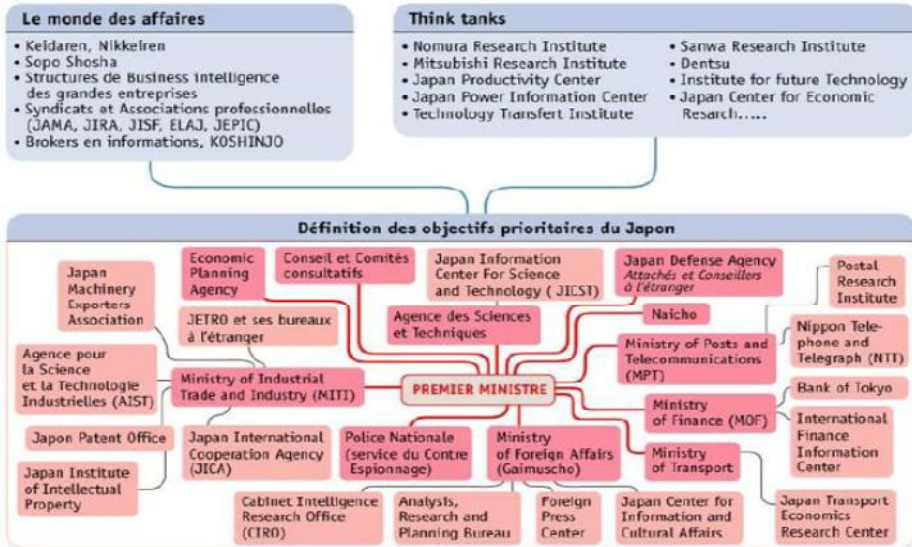 Le monde des affaires
• Keidaren, Nikkeiren
• Sopo Shosha
• Structures de Business intelligence
des grandes entreprises
• Syndicats et Associations professionnelles
(JAMA, JIRA, JISF, ELAJ, JEPIC)
• Brokers en informations, KOSHINJO
Think tanks
• Nomura Research Institute
• Mitsubishi Research Institute
• Japan Productivity Center
• Japan Power Information Center
• Technology Transfert Institute
• Sanwa Research Institute
• Dentsu
• Institute for future Technology
• Japan Center for Economic
Resarch.....
Définition des objectifs prioritaires du Japon
Japan
Machinery
Exporters
Association
Economic
Planning
Agency
Conseil et Comités
consultatifs
Japan Information
Center For Science
and Technology ( JICST)
Japan Defense Agency
Attachés et Conseillers
à l'étranger
Postal
Research
Institute
JETRO et ses bureaux
à l'étranger
Agence des Sciences
et Techniques
Naicho
Ministry of Posts and
Telecommunications
(MPT)
Nippon Tele-
phone and
Telegraph (NTT)
Agence pour
la Science
et la Technologie
Industrielles (AIST)
Ministry of Industrial
Trade and Industry (MITI)
PREMIER MINISTRE
Ministry
of Finance (MOF)
Bank of Tokyo
International
Finance
Information
Center
Japon Patent Office
Japan International
Cooperation Agency
(JICA)
Police Nationale
(service du Contre
Espionnage)
Ministry
of Foreign Affairs
(Gaimuscho)
Ministry
of Transport
Japan Institute
of Intellectual
Property
Cabinet Intelligence
Research Office
(CIRO)
Analysis,
Research and
Planning Bureau
Foreign
Press
Center
Japan Center for
Information and
Cultural Affairs
Japan Transport
Economics
Research Center